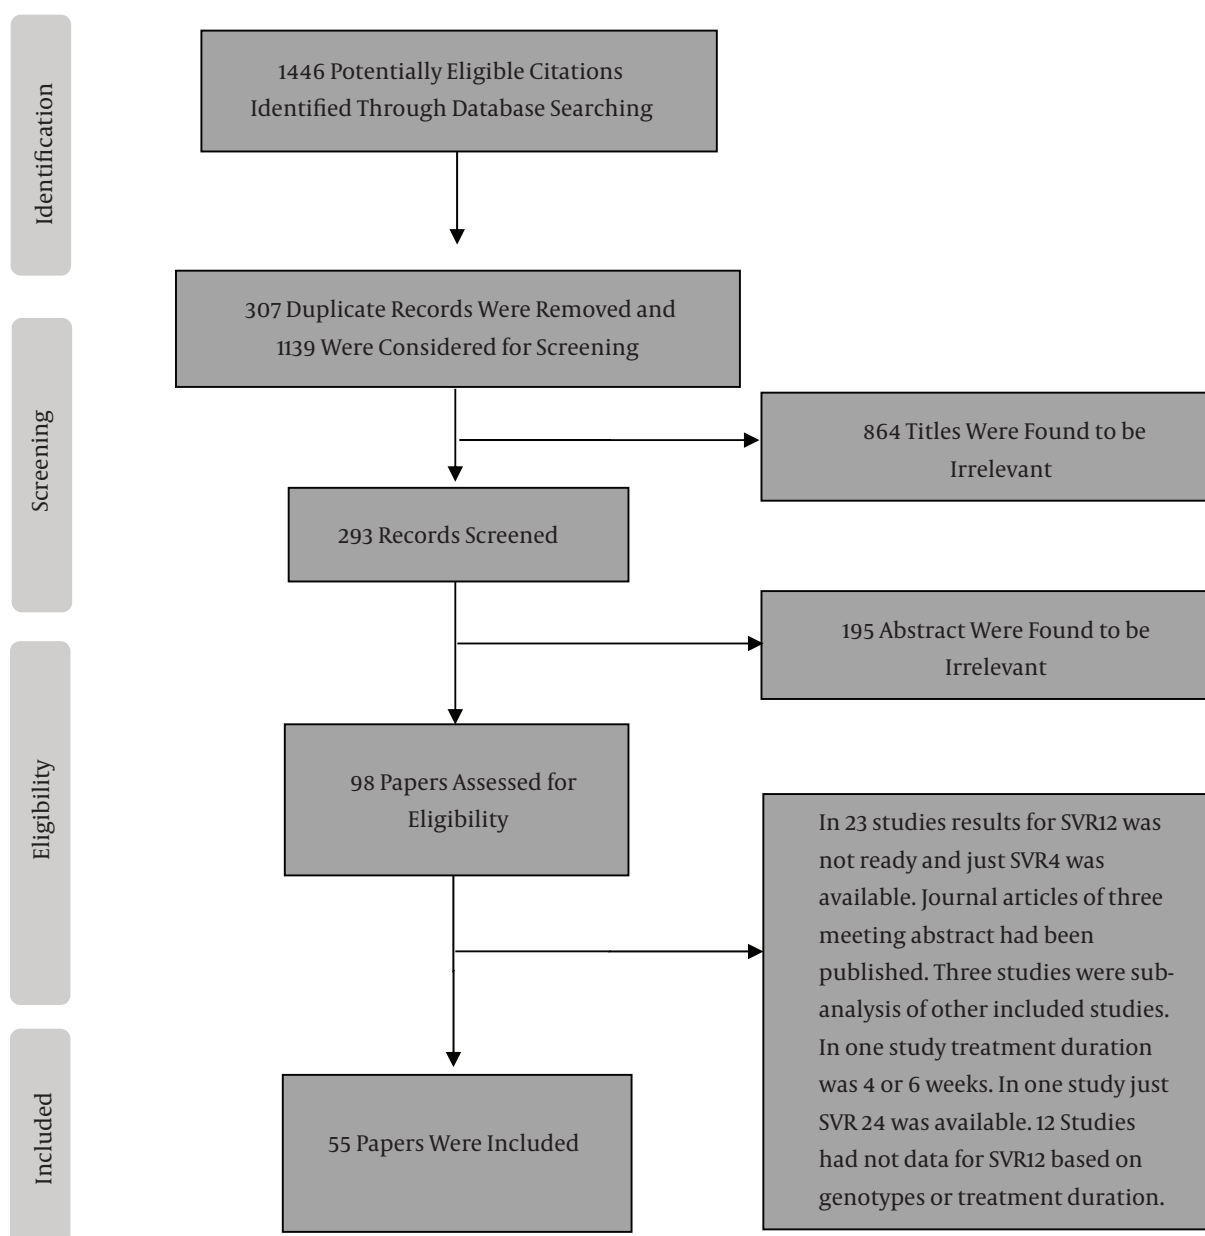 Identification
1446 Potentially Eligible Citations
Identified Through Database Searching
307 Duplicate Records Were Removed and
1139 Were Considered for Screening
Screening
864 Titles Were Found to be
Irrelevant
293 Records Screened
195 Abstract Were Found to be
Irrelevant
Eligibility
98 Papers Assessed for
Eligibility
In 23 studies results for SVR12 was
not ready and just SVR4 was
available. Journal articles of three
meeting abstract had been
published. Three studies were sub-
analysis of other included studies.
In one study treatment duration
was 4 or 6 weeks. In one study just
SVR 24 was available. 12 Studies
had not data for SVR12 based on
genotypes or treatment duration.
Included
55 Papers Were Included